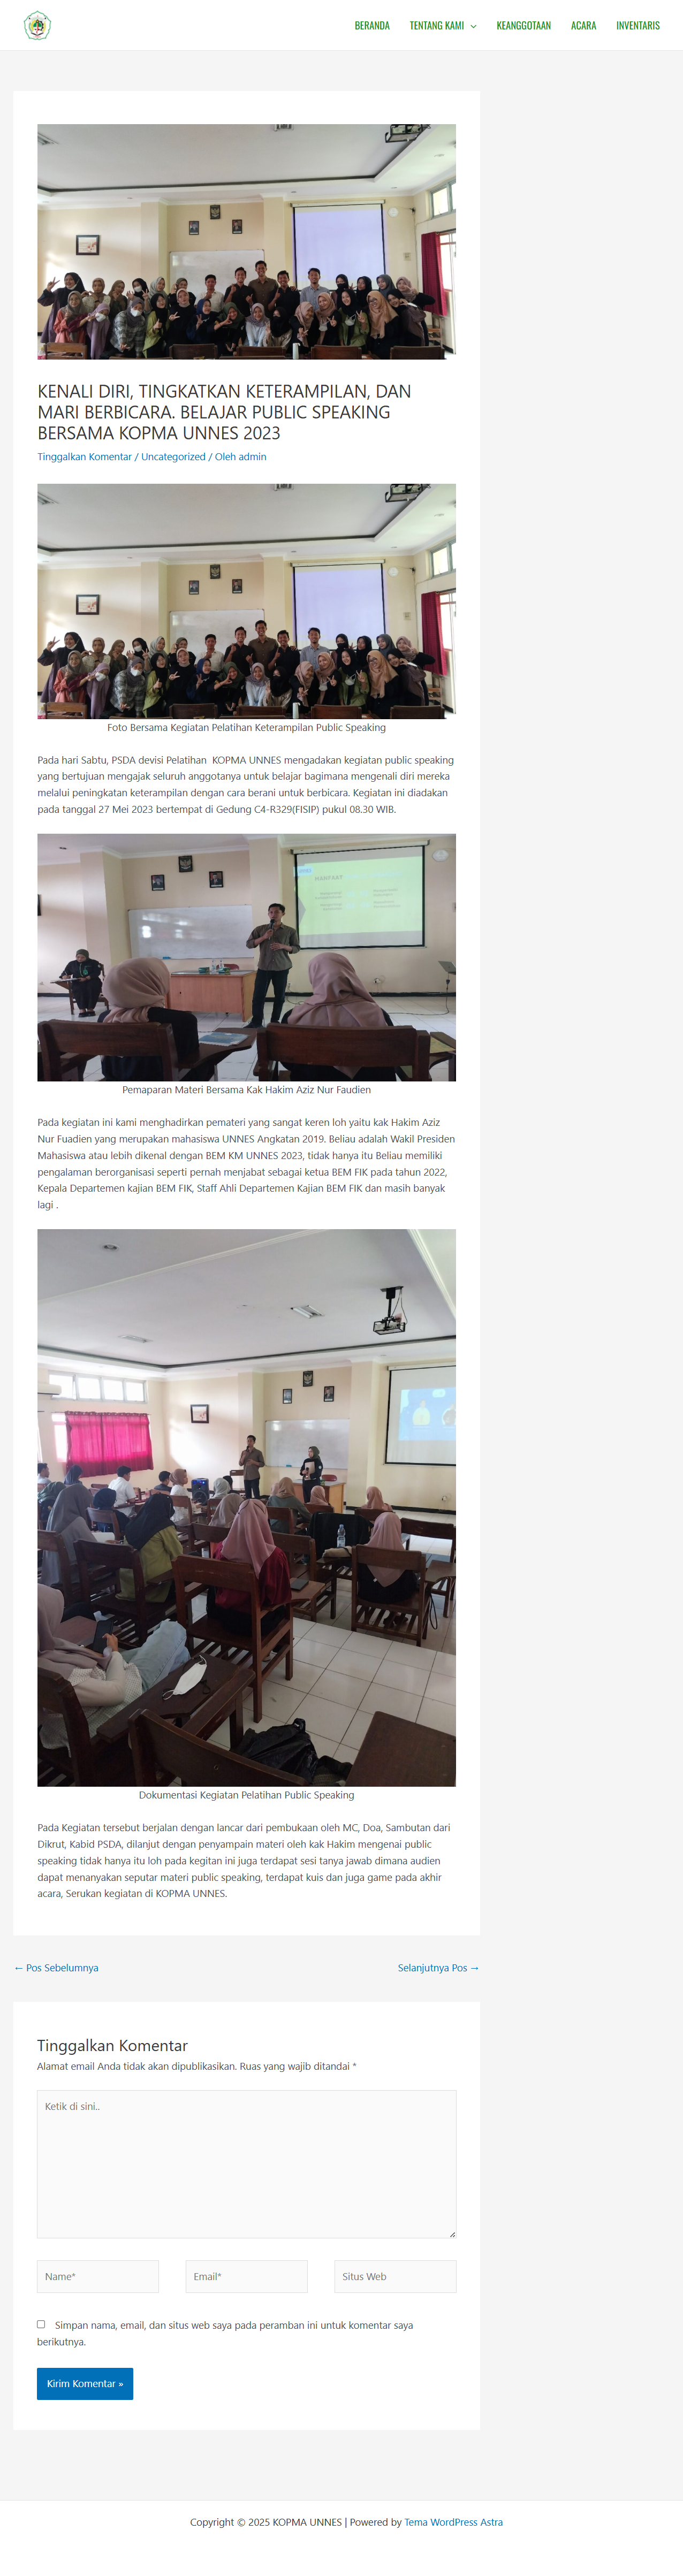 BERANDA
TENTANG KAMI
KEANGGOTAAN
ACARA
INVENTARIS
KENALI DIRI, TINGKATKAN KETERAMPILAN, DAN
MARI BERBICARA. BELAJAR PUBLIC SPEAKING
BERSAMA KOPMA UNNES 2023
Tinggalkan Komentar / Uncategorized / Oleh admin
Foto Bersama Kegiatan Pelatihan Keterampilan Public Speaking
Pada hari Sabtu, PSDA devisi Pelatihan  KOPMA UNNES mengadakan kegiatan public speaking
yang bertujuan mengajak seluruh anggotanya untuk belajar bagimana mengenali diri mereka
melalui peningkatan keterampilan dengan cara berani untuk berbicara. Kegiatan ini diadakan
pada tanggal 27 Mei 2023 bertempat di Gedung C4-R329(FISIP) pukul 08.30 WIB.
Pemaparan Materi Bersama Kak Hakim Aziz Nur Faudien
Pada kegiatan ini kami menghadirkan pemateri yang sangat keren loh yaitu kak Hakim Aziz
Nur Fuadien yang merupakan mahasiswa UNNES Angkatan 2019. Beliau adalah Wakil Presiden
Mahasiswa atau lebih dikenal dengan BEM KM UNNES 2023, tidak hanya itu Beliau memiliki
pengalaman berorganisasi seperti pernah menjabat sebagai ketua BEM FIK pada tahun 2022,
Kepala Departemen kajian BEM FIK, Staff Ahli Departemen Kajian BEM FIK dan masih banyak
lagi .
Dokumentasi Kegiatan Pelatihan Public Speaking
Pada Kegiatan tersebut berjalan dengan lancar dari pembukaan oleh MC, Doa, Sambutan dari
Dikrut, Kabid PSDA, dilanjut dengan penyampain materi oleh kak Hakim mengenai public
speaking tidak hanya itu loh pada kegitan ini juga terdapat sesi tanya jawab dimana audien
dapat menanyakan seputar materi public speaking, terdapat kuis dan juga game pada akhir
acara, Serukan kegiatan di KOPMA UNNES.
← Pos Sebelumnya
Selanjutnya Pos →
Tinggalkan Komentar
Alamat email Anda tidak akan dipublikasikan. Ruas yang wajib ditandai *
Ketik di sini..
Name*
Email*
Situs Web
Simpan nama, email, dan situs web saya pada peramban ini untuk komentar saya
berikutnya.
Kirim Komentar »
Copyright © 2025 KOPMA UNNES | Powered by Tema WordPress Astra